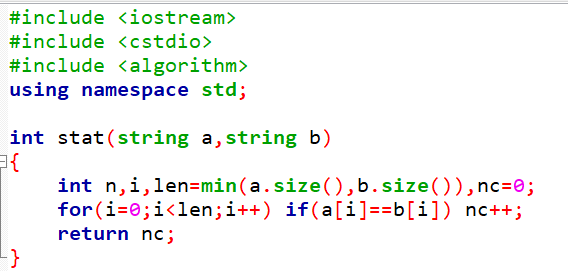 #include <iostream>
#include <cstdio>
#include <algorithm>
using namespace std;
int stat(string a,string b)
{
    int n,i,len=min(a.size(),b.size()),nc=0;
    for(i=0;i<len;i++) if(a[i]==b[i]) nc++;
    return nc;
}